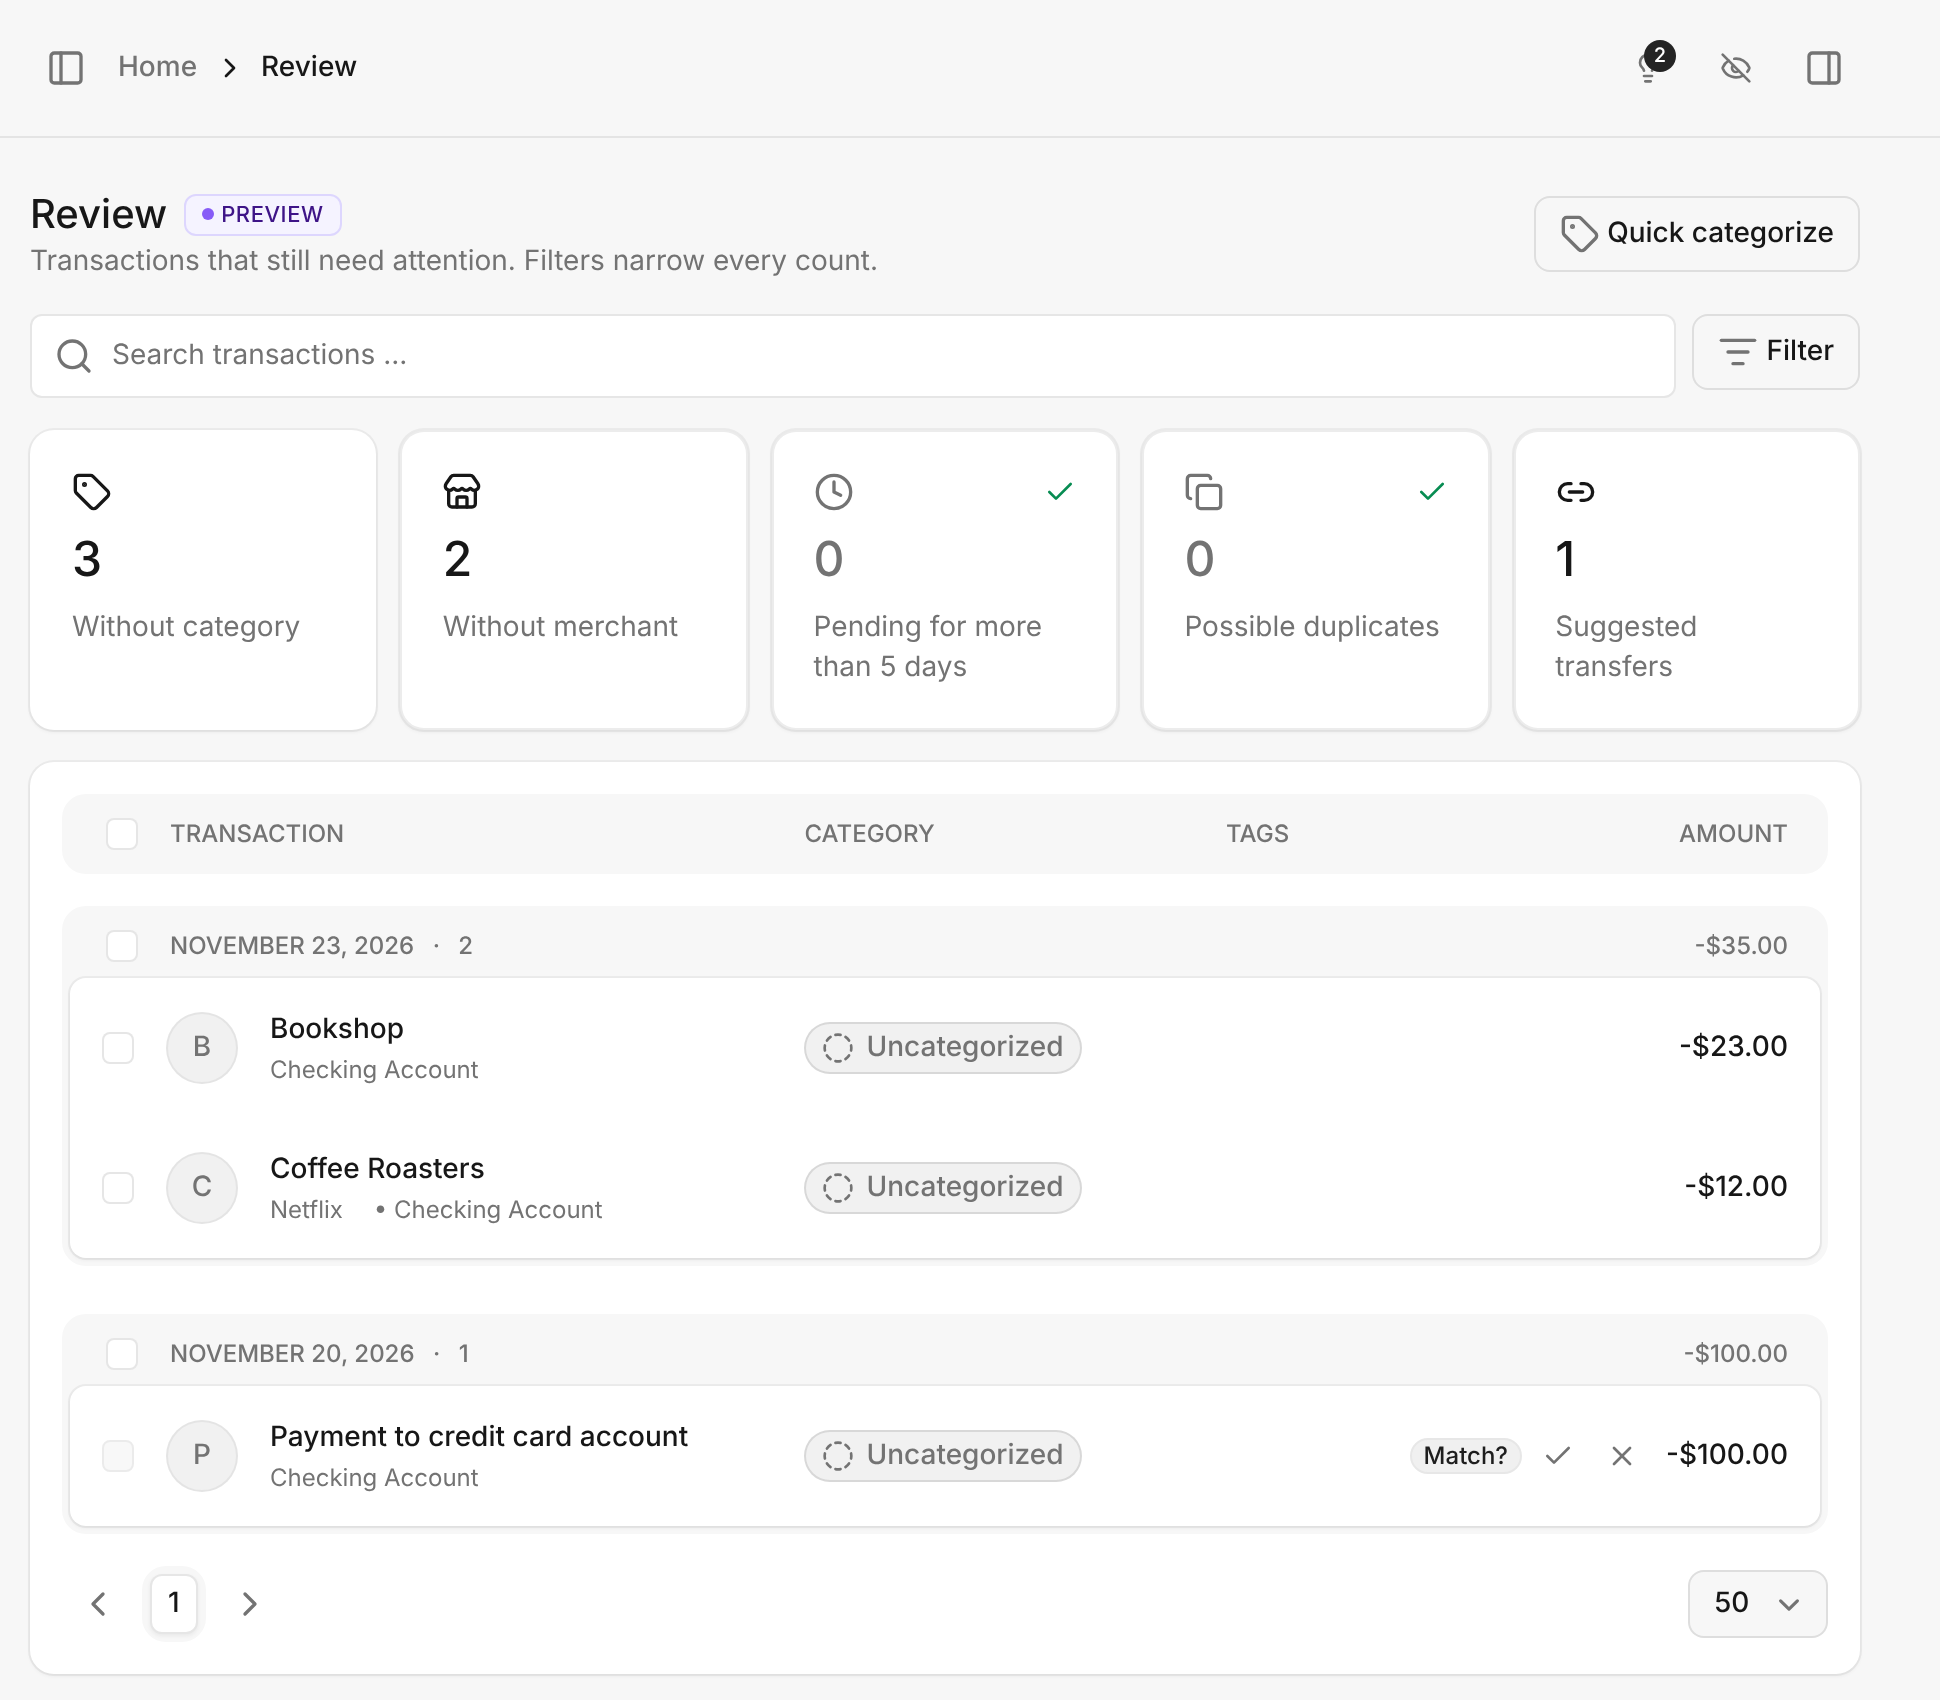 Home > Review
2
Review
PREVIEW
Transactions that still need attention. Filters narrow every count.
Quick categorize
Search transactions ...
Filter
3
Without category
2
Without merchant
0
Pending for more
than 5 days
0
Possible duplicates
1
Suggested
transfers
TRANSACTION CATEGORY TAGS AMOUNT
NOVEMBER 23, 2026 · 2 -$35.00
B
Bookshop
Checking Account
Uncategorized
-$23.00
C
Coffee Roasters
Netflix • Checking Account
Uncategorized
-$12.00
NOVEMBER 20, 2026 · 1 -$100.00
P
Payment to credit card account
Checking Account
Uncategorized
Match?
-$100.00
1
50